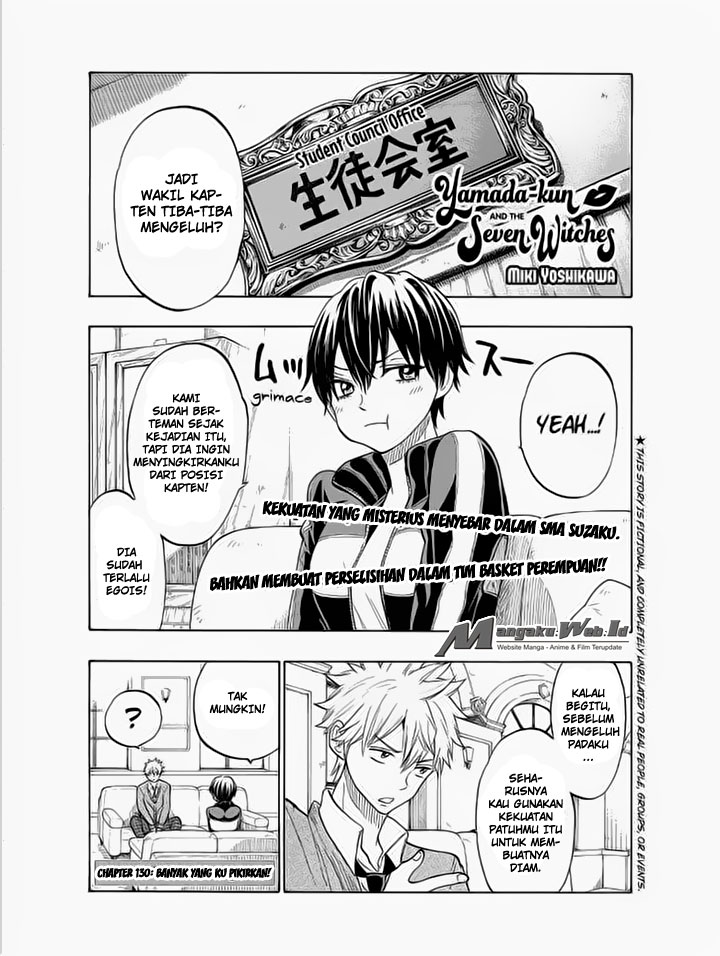 Student Council Office
生徒会室
JADI
WAKIL KAP-
TEN TIBA-TIBA
MENGELUH?
Yamada-kun
AND THE
Seven Witches
MIKI YOSHIKAWA
ムッ
grimace
スー
YEAH...!
KAMI
SUDAH BER-
TEMAN SEJAK
KEJADIAN ITU,
TAPI DIA INGIN
MENYINGKIRKANKU
DARI POSISI
KAPTEN!
DIA
SUDAH
TERLALU
EGOIS!
KEKUATAN YANG MISTERIUS MENYEBAR DALAM SMA SUZAKU.
BAHKAN MEMBUAT PERSELISIHAN DALAM TIM BASKET PEREMPUAN!!
★THIS STORY IS FICTIONAL, AND COMPLETELY UNRELATED TO REAL PEOPLE, GROUPS, OR EVENTS.
Mangaku.Web.Id
Website Manga - Anime & Film Terupdate
TAK
MUNGKIN!
?
CHAPTER 130: BANYAK YANG KU PIKIRKAN!
KALAU
BEGITU,
SEBELUM
MENGELUH
PADAKU
...
SEHA-
RUSNYA
KAU GUNAKAN
KEKUATAN
PATUHMU ITU
UNTUK MEM-
BUATNYA
DIAM.